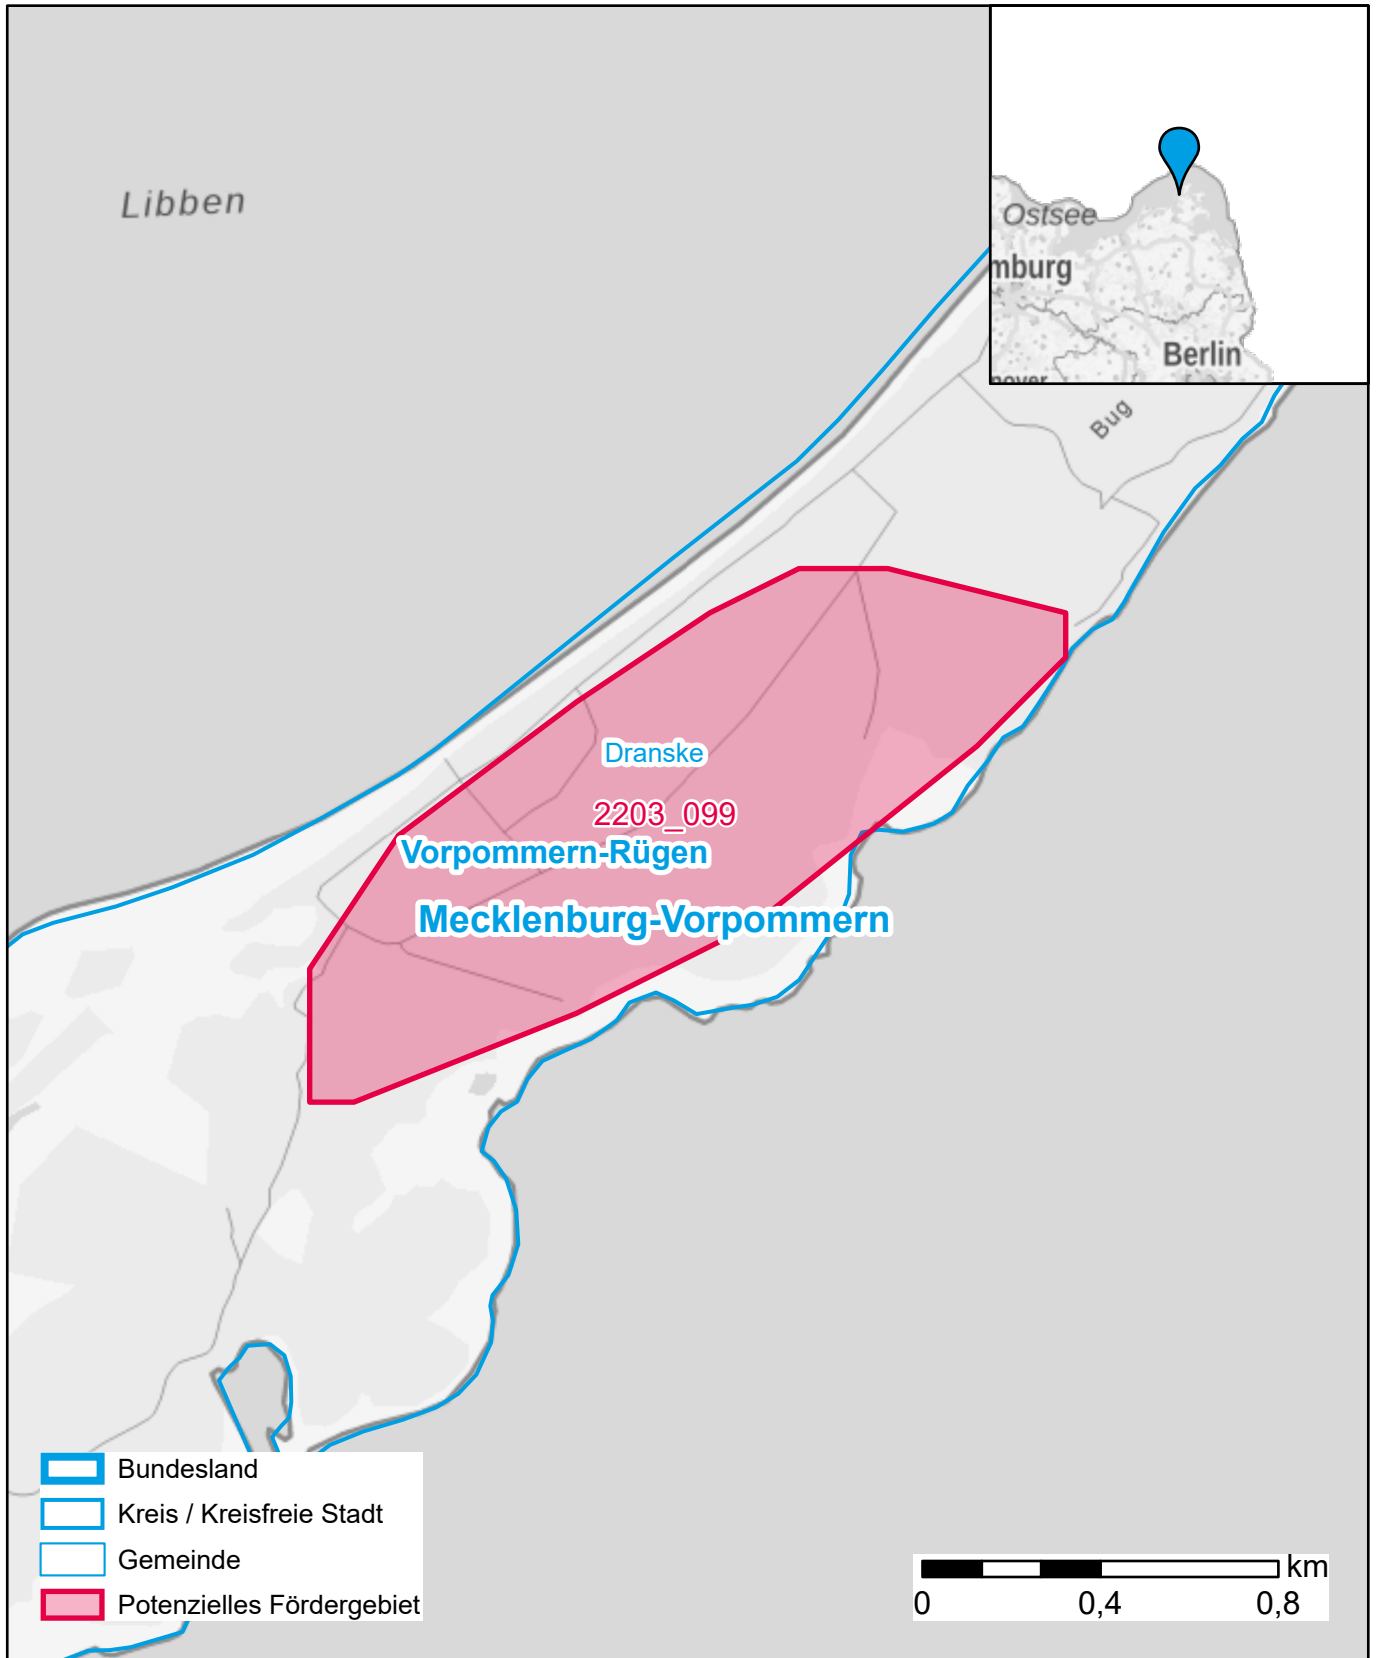 Libben
Ostsee
mburg
Berlin
nover
Bug
Dranske
2203_099
Vorpommern-Rügen
Mecklenburg-Vorpommern
Bundesland
Kreis / Kreisfreie Stadt
Gemeinde
Potenzielles Fördergebiet
km
0 0,4 0,8